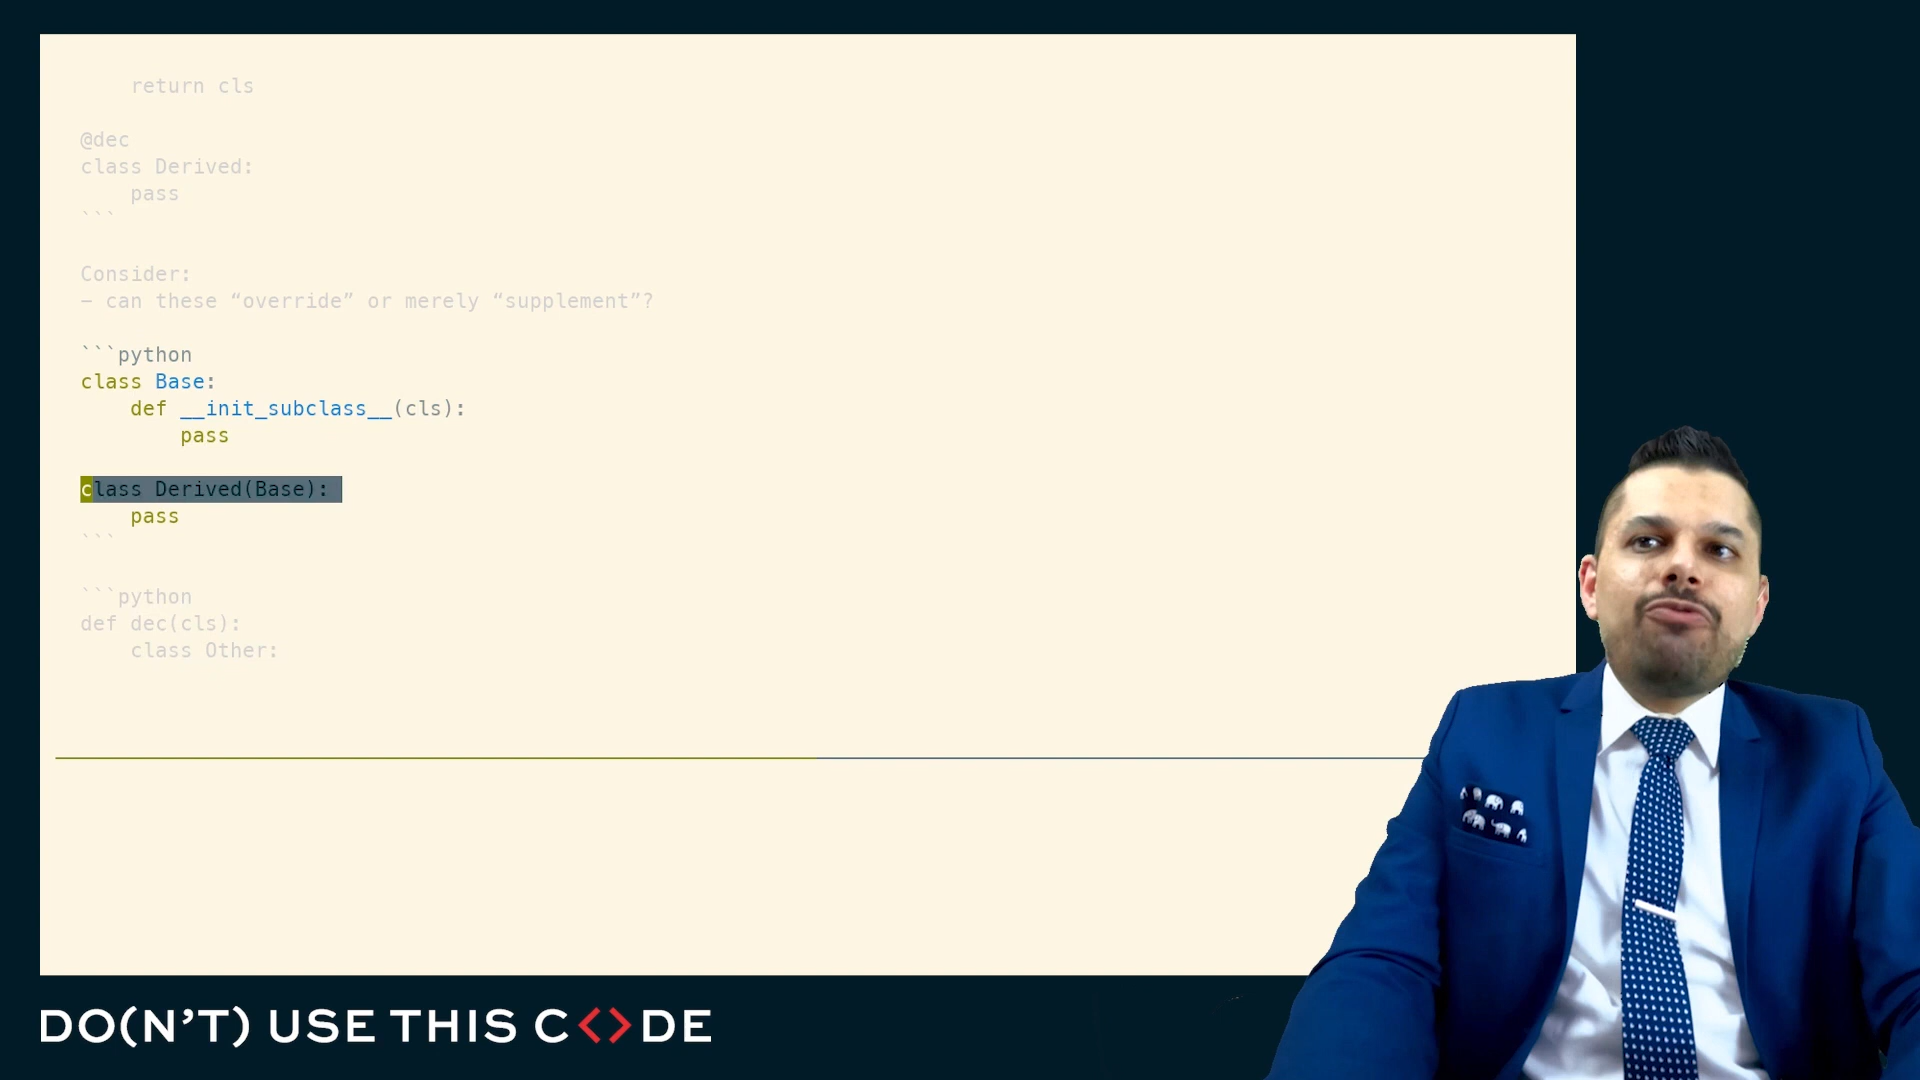 return cls

@dec
class Derived:
    pass
```

Consider:
– can these “override” or merely “supplement”?

```python
class Base:
    def __init_subclass__(cls):
        pass

class Derived(Base):
    pass
```

```python
def dec(cls):
    class Other:

DO(N’T) USE THIS C<>DE